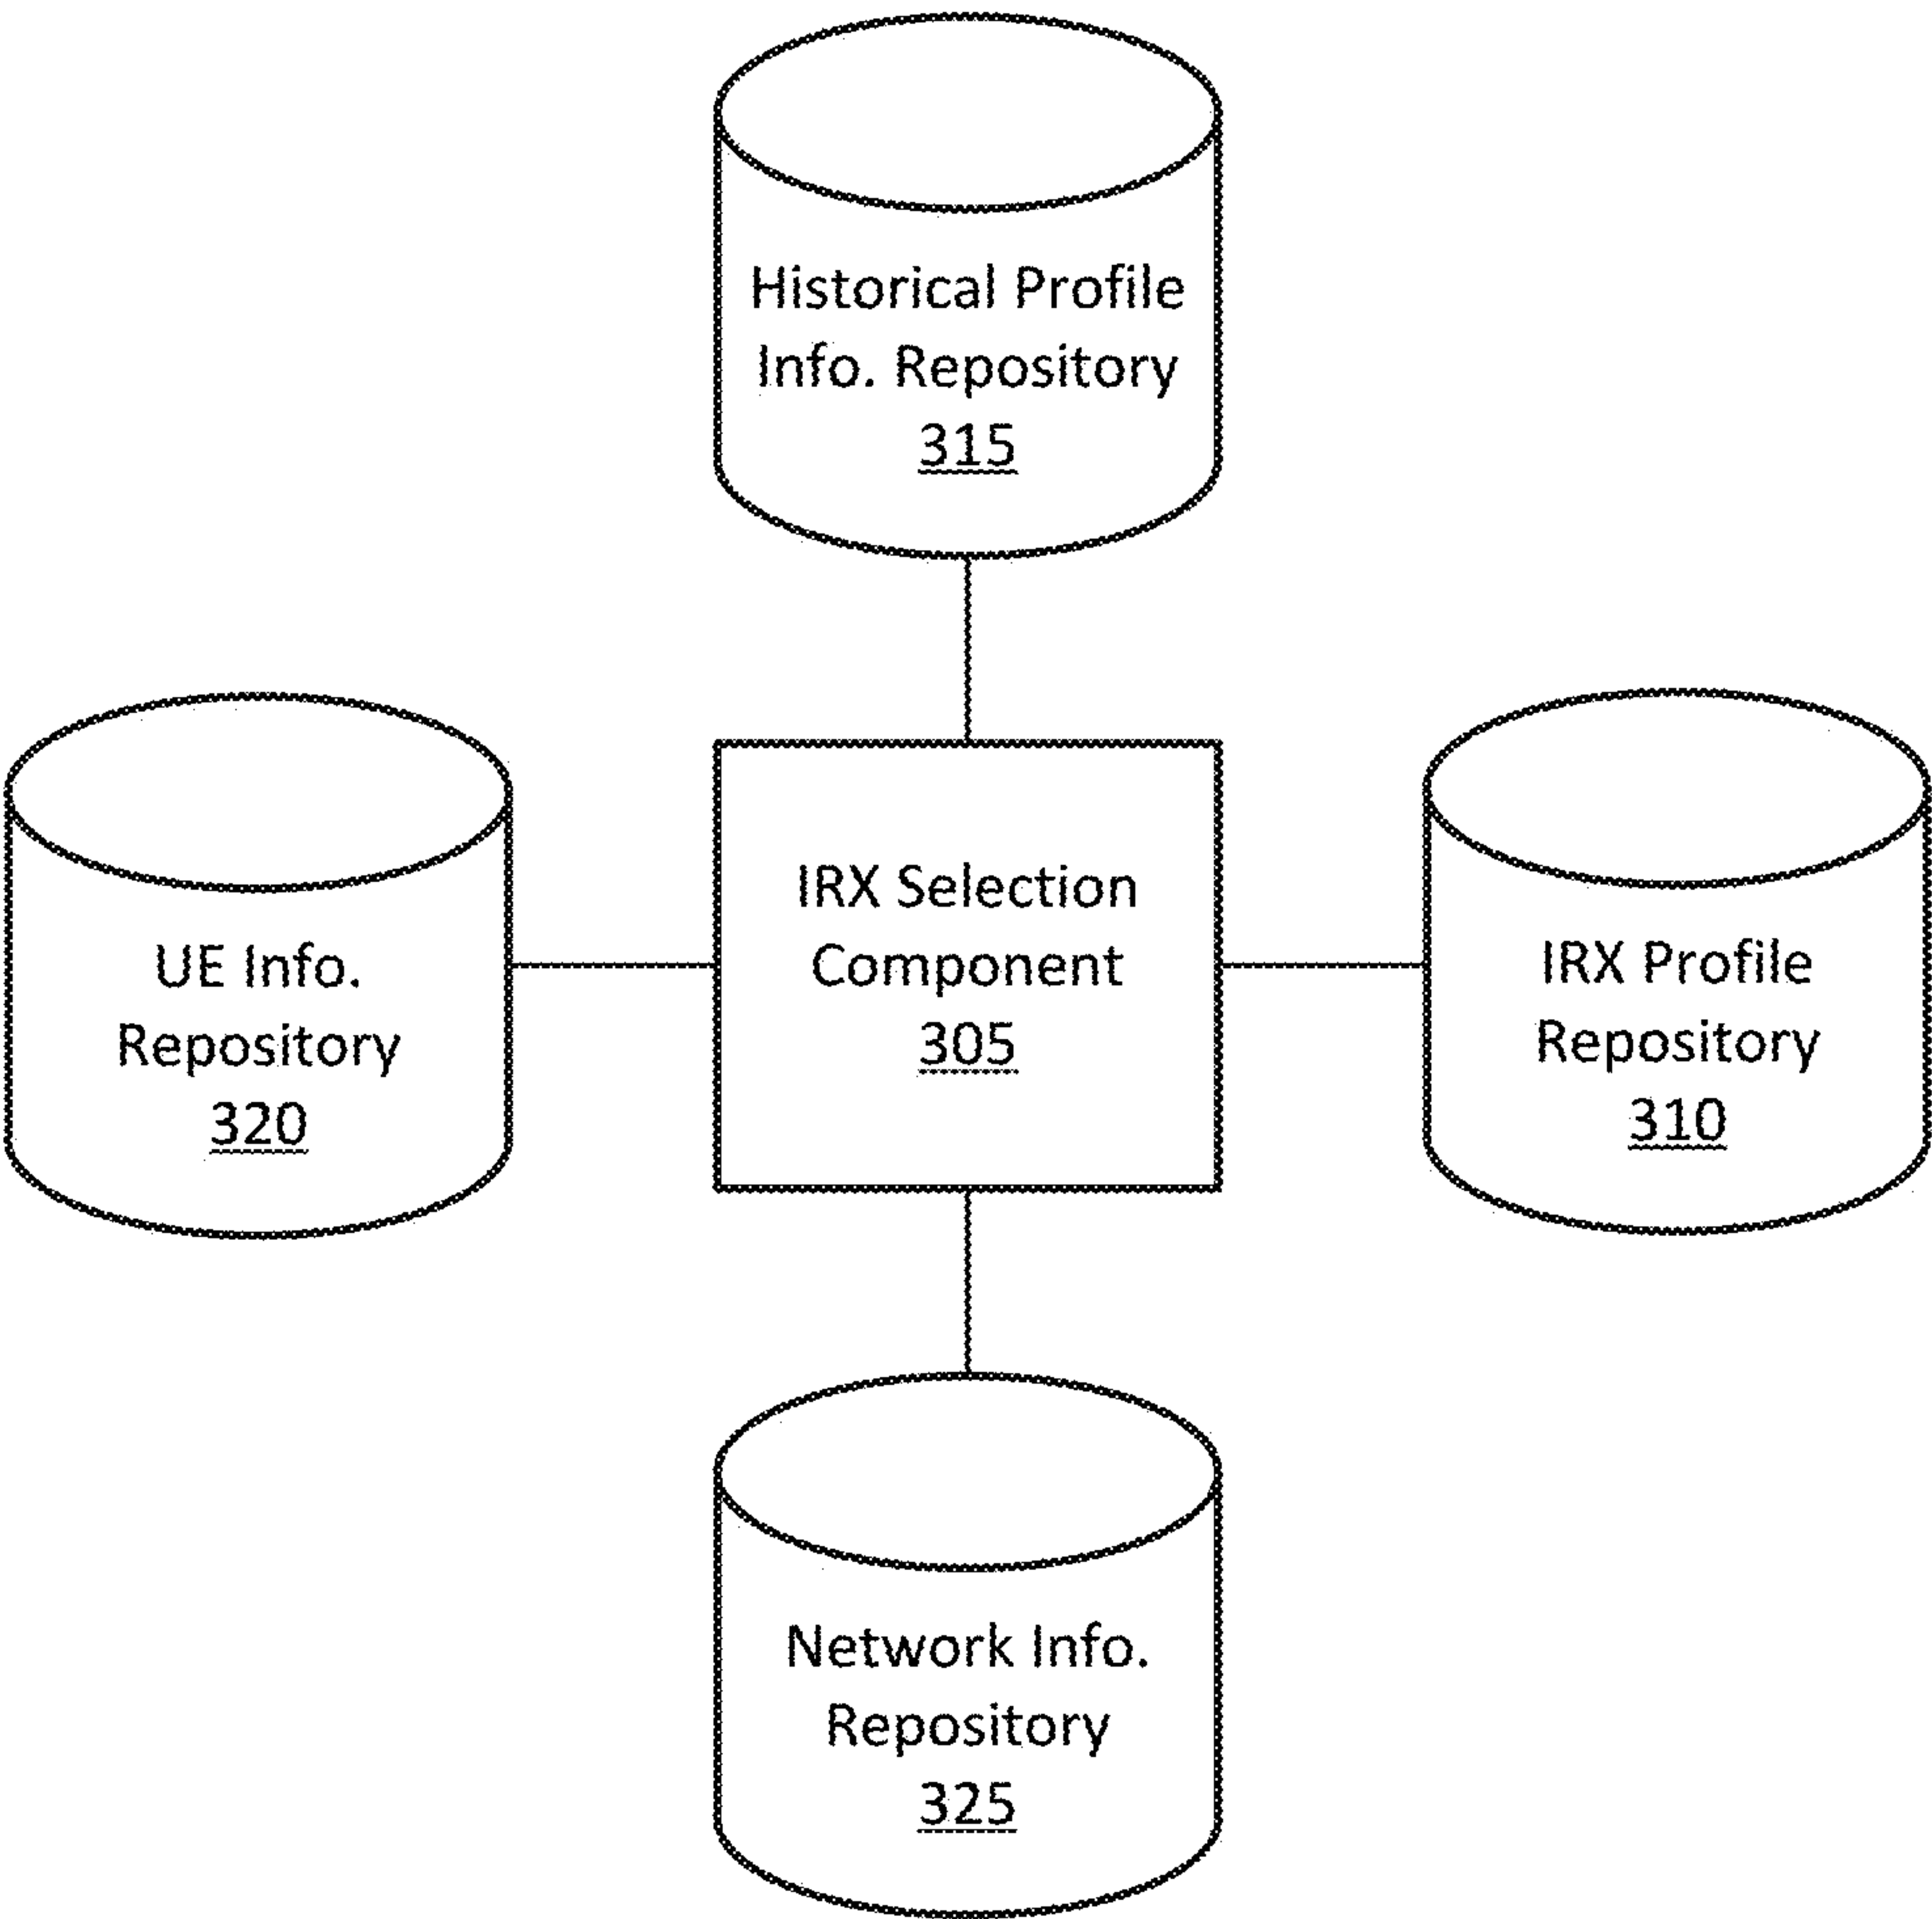 Historical Profile
Info. Repository
315
UE Info.
Repository
320
IRX Selection
Component
305
IRX Profile
Repository
310
Network Info.
Repository
325